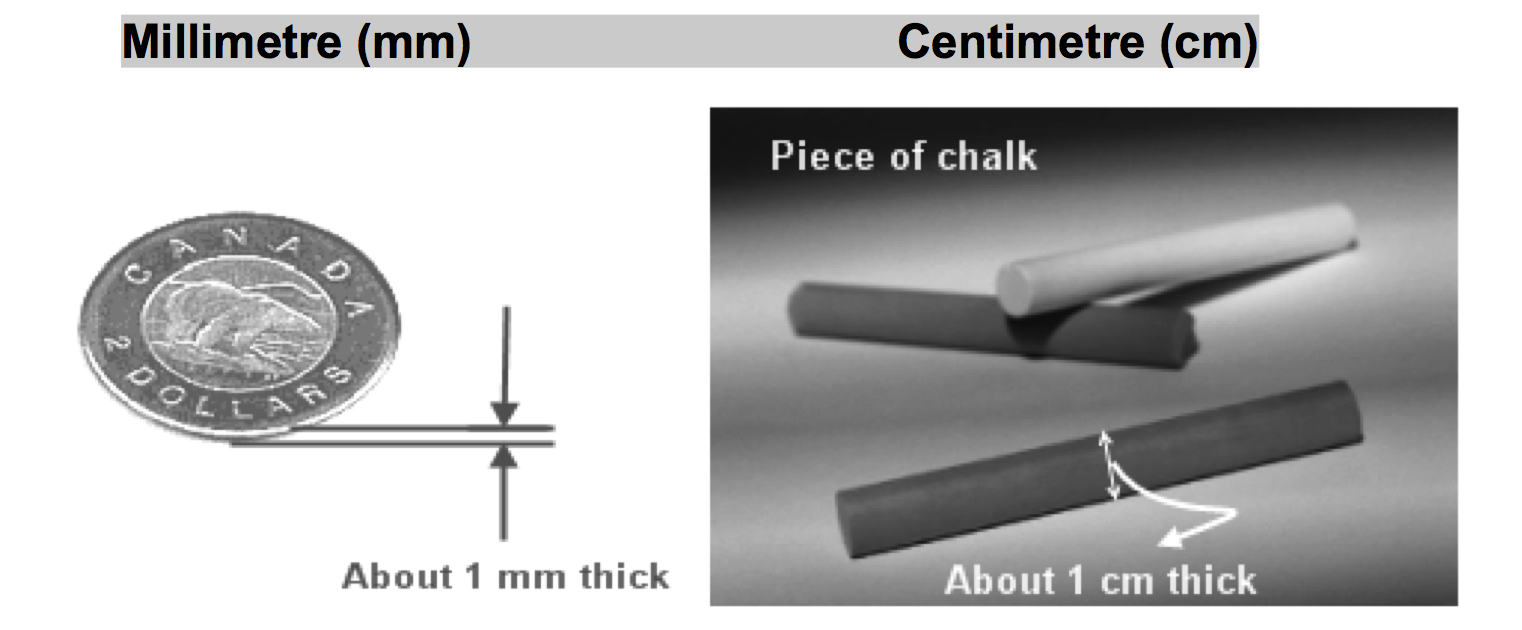 Millimetre (mm)
Centimetre (cm)
CANADA
2 DOLLARS
About 1 mm thick
Piece of chalk
About 1 cm thick